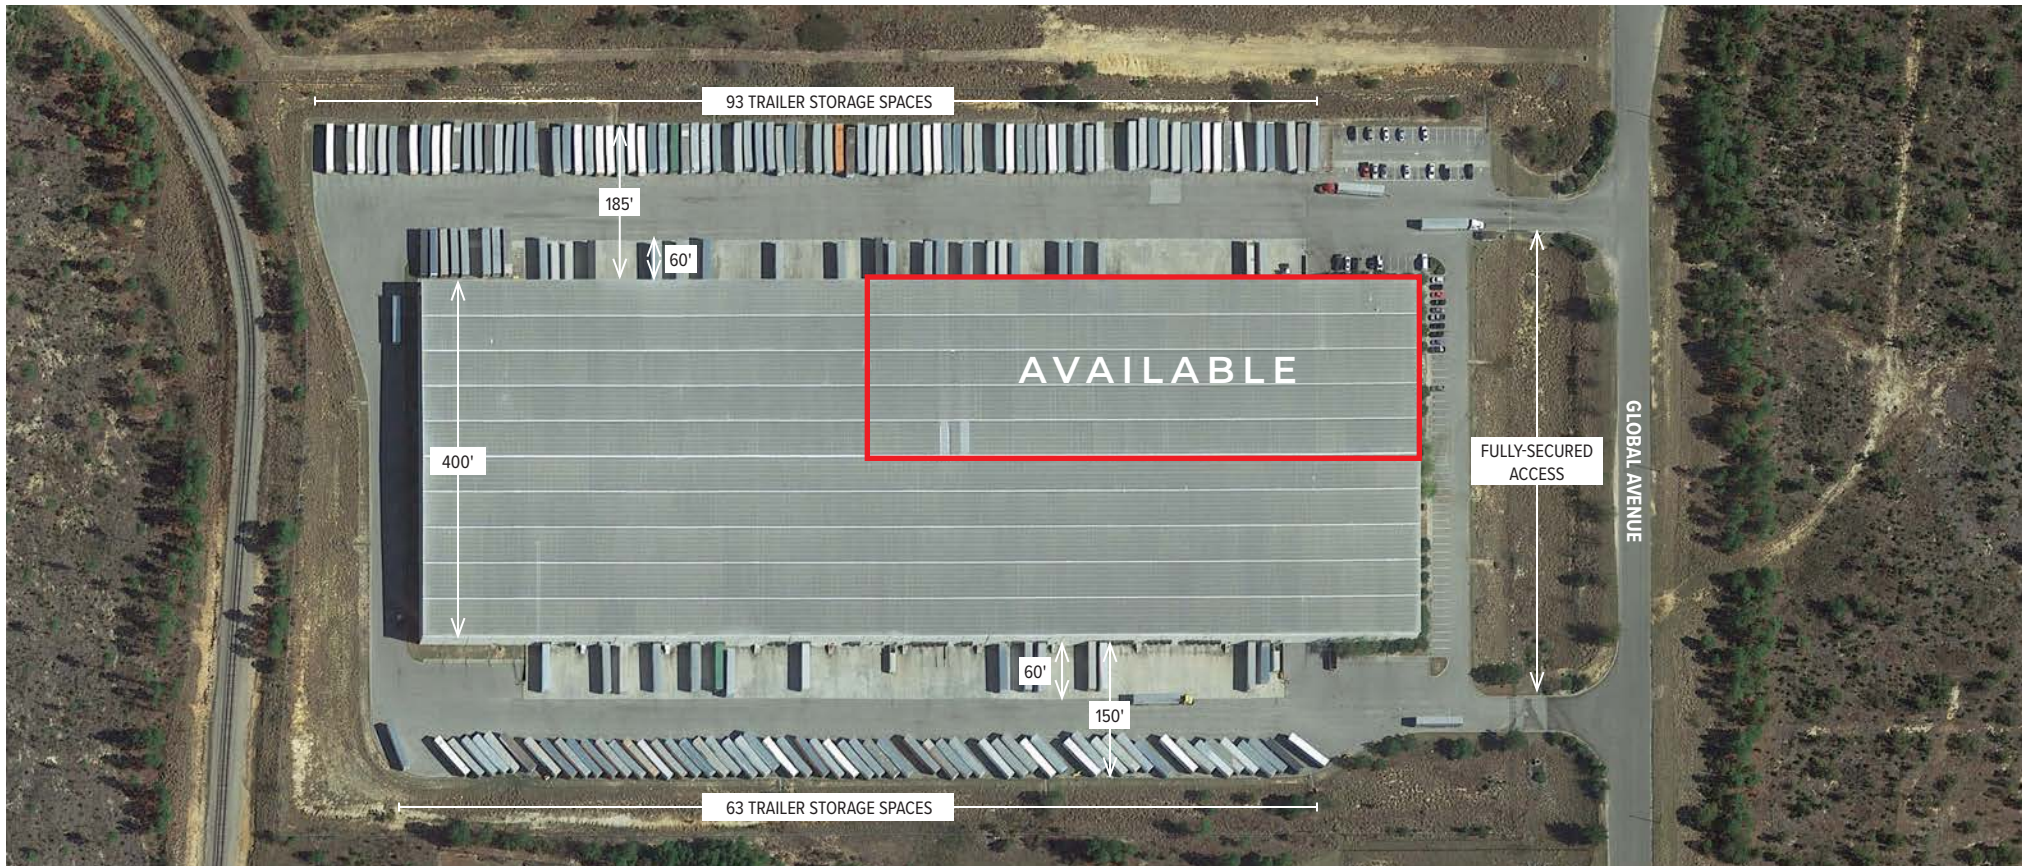 93 TRAILER STORAGE SPACES
185'
60'
AVAILABLE
400'
FULLY-SECURED
ACCESS
GLOBAL AVENUE
60'
150'
63 TRAILER STORAGE SPACES